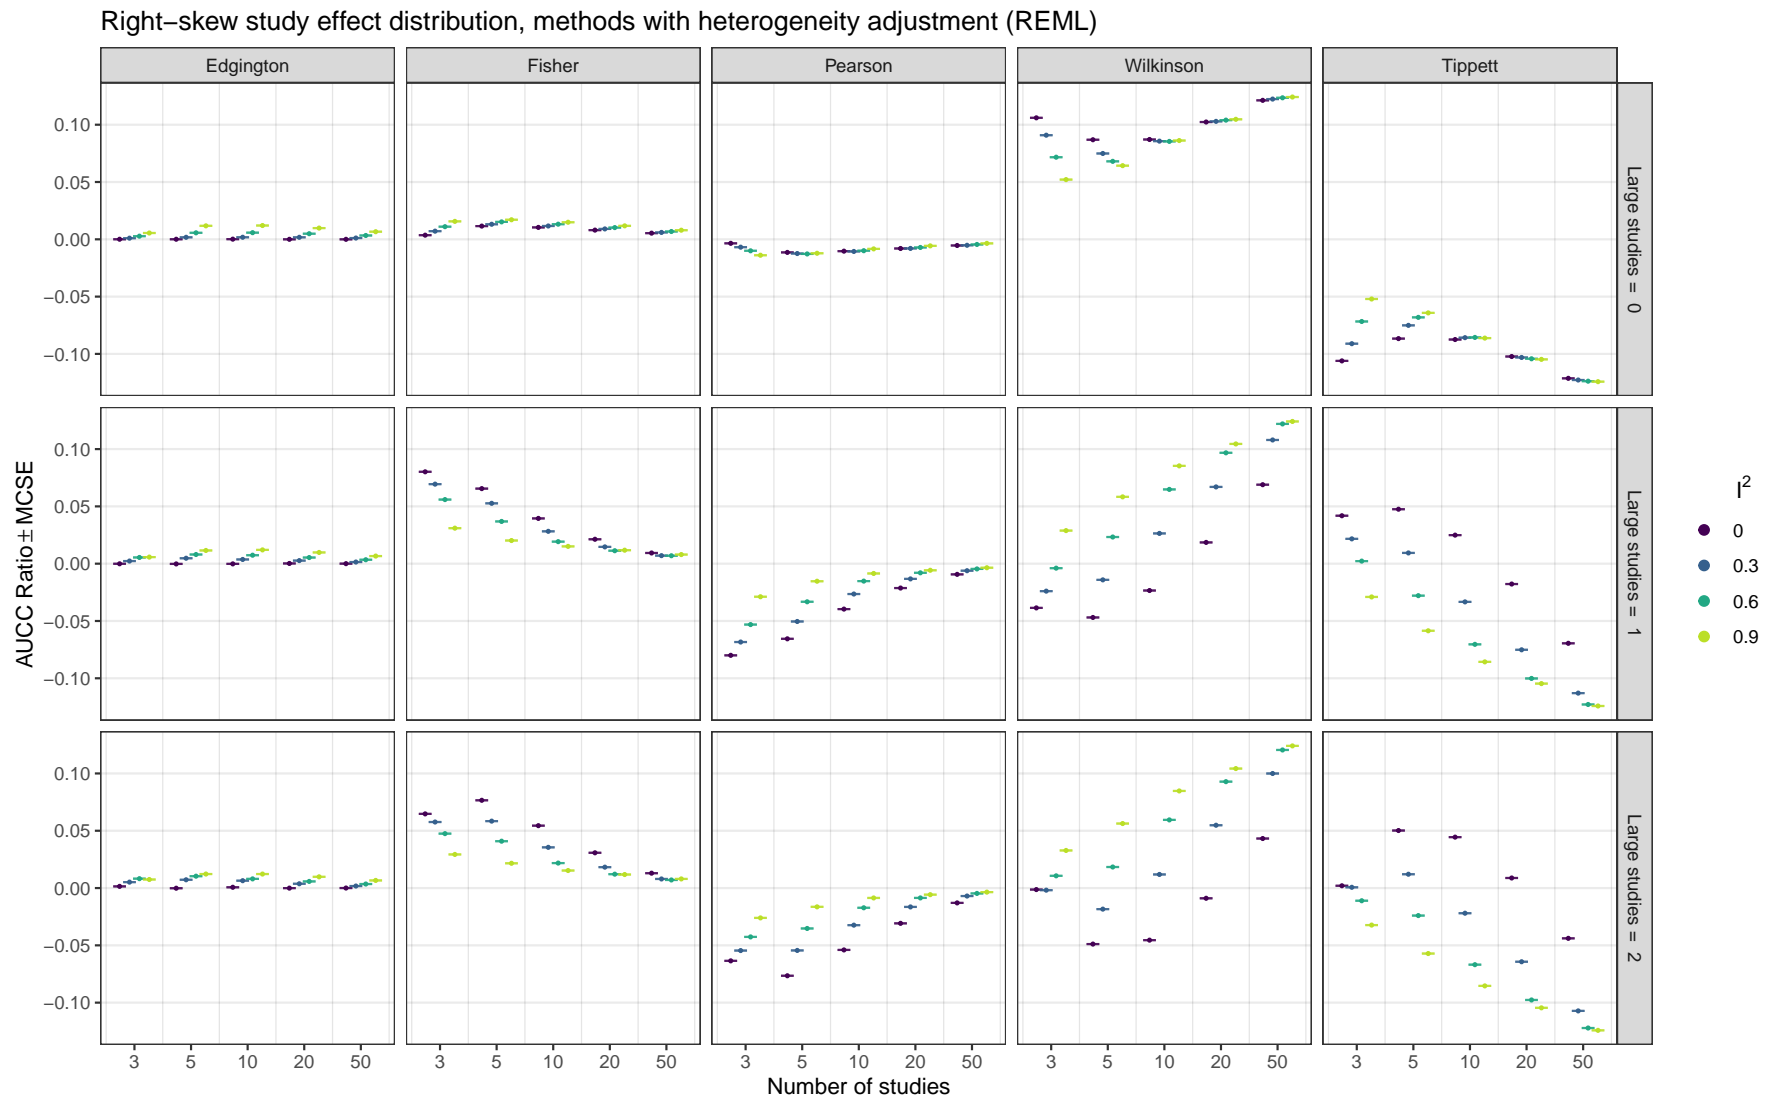 Right−skew study effect distribution, methods with heterogeneity adjustment (REML)
Edgington Fisher Pearson Wilkinson Tippett
0.10
0.05
0.00
−0.05
−0.10
Large studies = 0
0.10
0.05
0.00
−0.05
−0.10
Large studies = 1
0.10
0.05
0.00
−0.05
−0.10
Large studies = 2
AUCC Ratio ± MCSE
3 5 10 20 50 3 5 10 20 50 3 5 10 20 50 3 5 10 20 50 3 5 10 20 50
Number of studies
I²
0
0.3
0.6
0.9